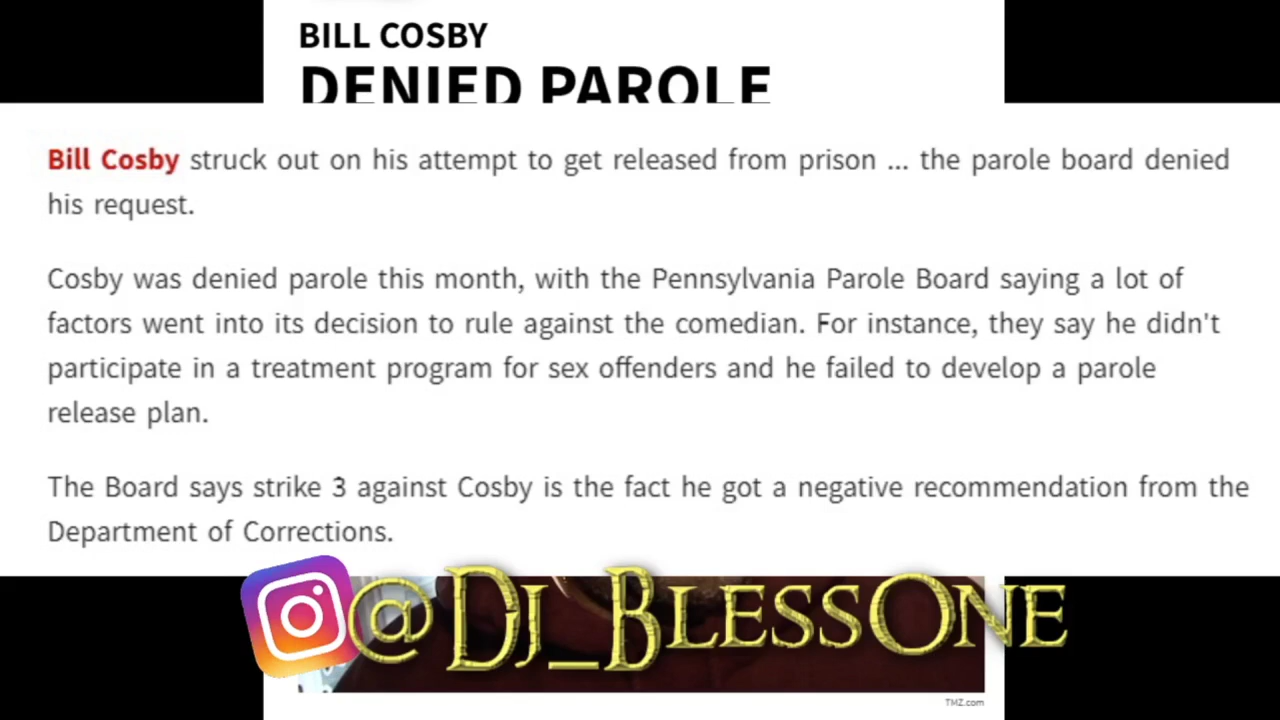 BILL COSBY
DENIED PAROLE
Bill Cosby struck out on his attempt to get released from prison ... the parole board denied
his request.
Cosby was denied parole this month, with the Pennsylvania Parole Board saying a lot of
factors went into its decision to rule against the comedian. For instance, they say he didn't
participate in a treatment program for sex offenders and he failed to develop a parole
release plan.
The Board says strike 3 against Cosby is the fact he got a negative recommendation from the
Department of Corrections.
@DJ_BLESSONE
TMZ.com